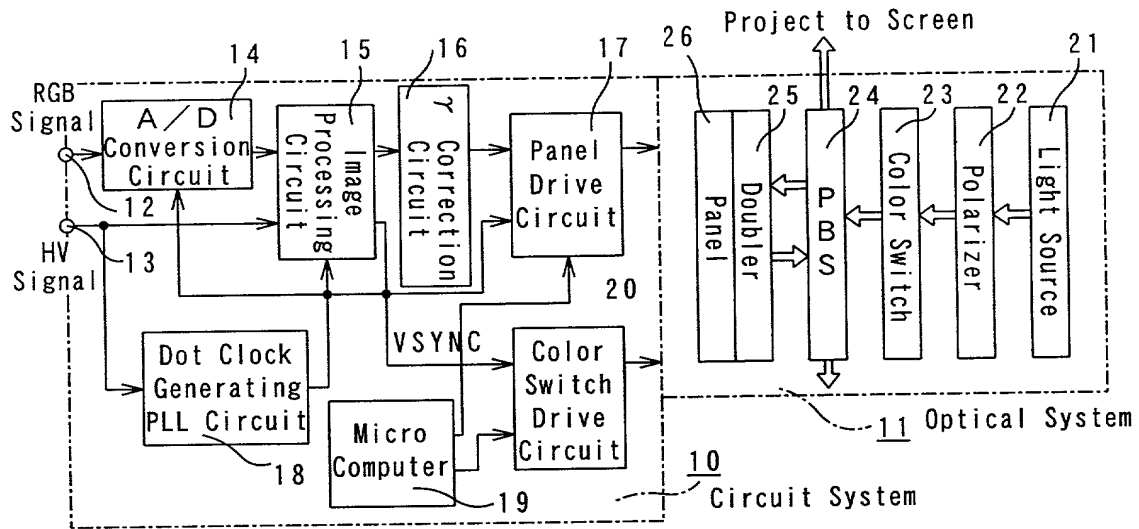 Project to Screen
14
15
16
17
26
25
24
23
22
21
RGB
Signal
A/D
Conversion
Circuit
Image
Processing
Circuit
γ Correction
Circuit
Panel
Drive
Circuit
Panel
Doubler
PBS
Color Switch
Polarizer
Light Source
12
13
HV
Signal
20
VSYNC
Dot Clock
Generating
PLL Circuit
18
Micro
Computer
19
Color
Switch
Drive
Circuit
11 Optical System
10
Circuit System